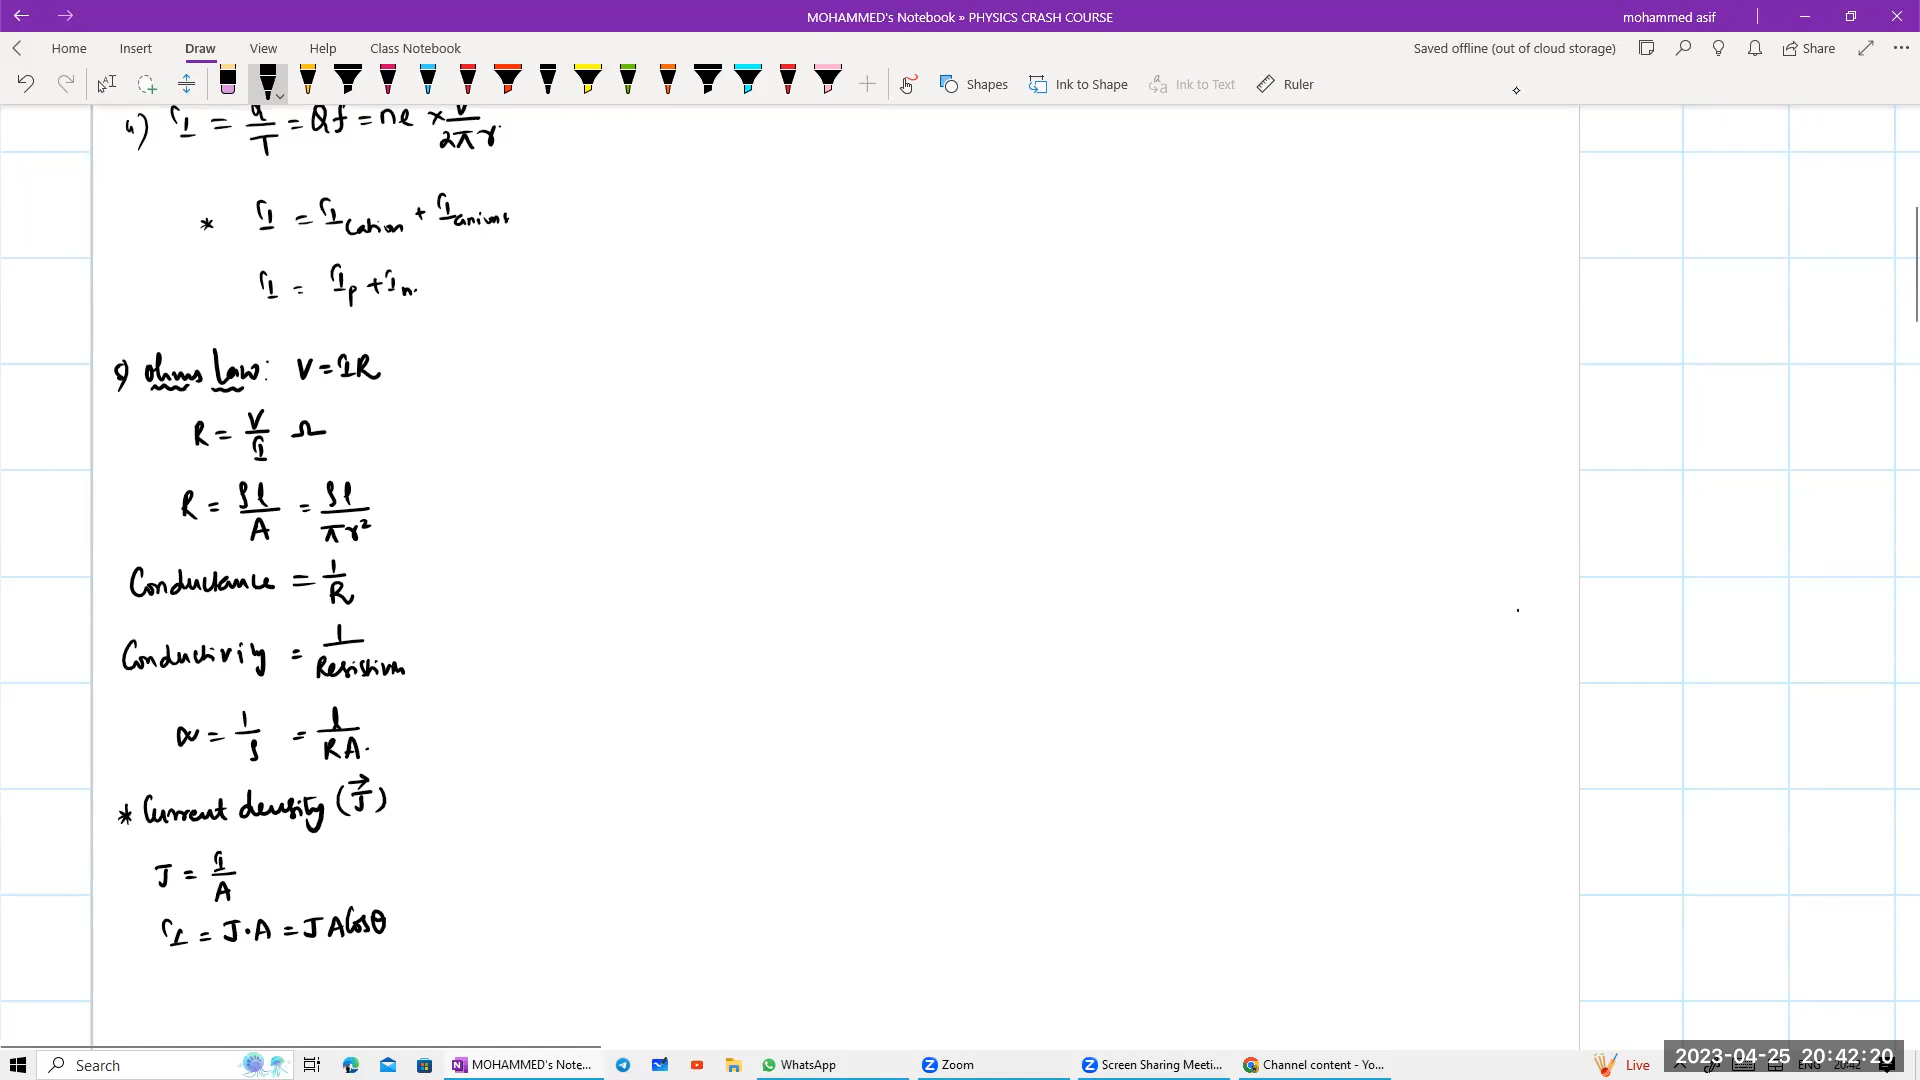 MOHAMMED's Notebook » PHYSICS CRASH COURSE
mohammed asif
Home Insert Draw View Help Class Notebook
Saved offline (out of cloud storage)
Share
Shapes Ink to Shape Ink to Text Ruler
4) I = Q/T = Qf = ne × V/2πr
* I = I cation + I anions
I = Ip + In.
5) ohms Law: V = IR
R = V/I Ω
R = ρl/A = ρl/πr²
Conductance = 1/R
Conductivity = 1/
= 1/ρ = l/RA.
* Current density (J⃗)
J = I/A
I = J·A = JA Cosθ
Search
MOHAMMED's Note...
WhatsApp
Zoom
Screen Sharing Meeti...
Channel content - Yo...
Live
2023-04-25 20:42:20
ENG 20:42